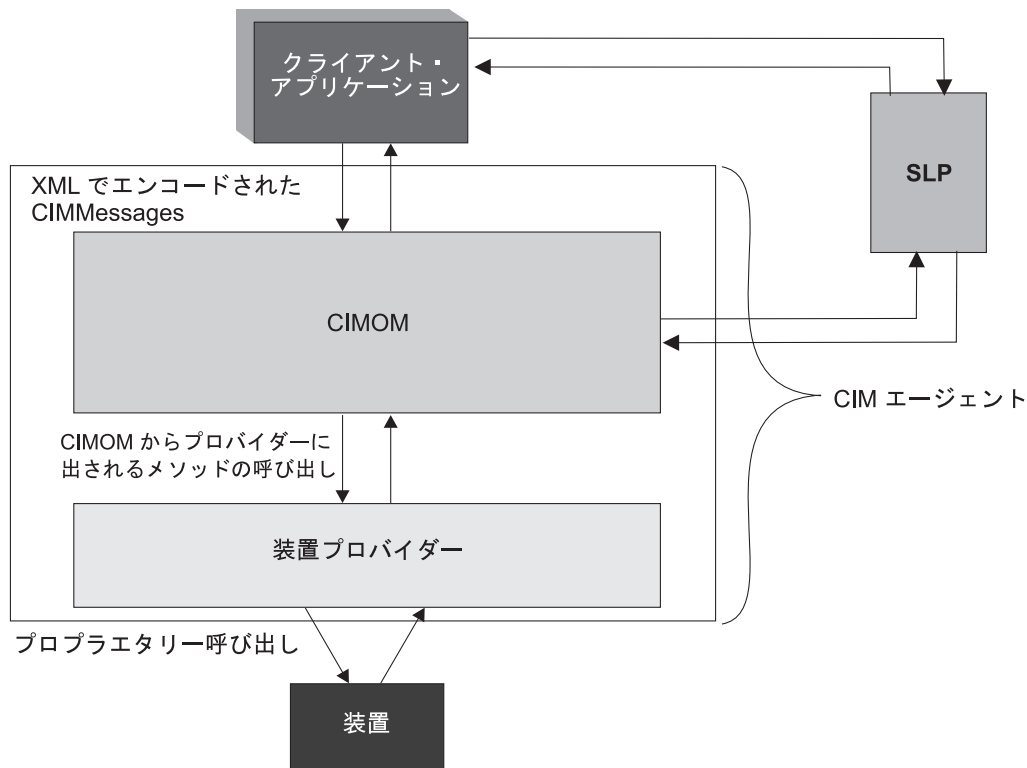 クライアント・
アプリケーション
SLP
XML でエンコードされた
CIMMessages
CIMOM
CIM エージェント
CIMOM からプロバイダーに
出されるメソッドの呼び出し
装置プロバイダー
プロプラエタリー呼び出し
装置